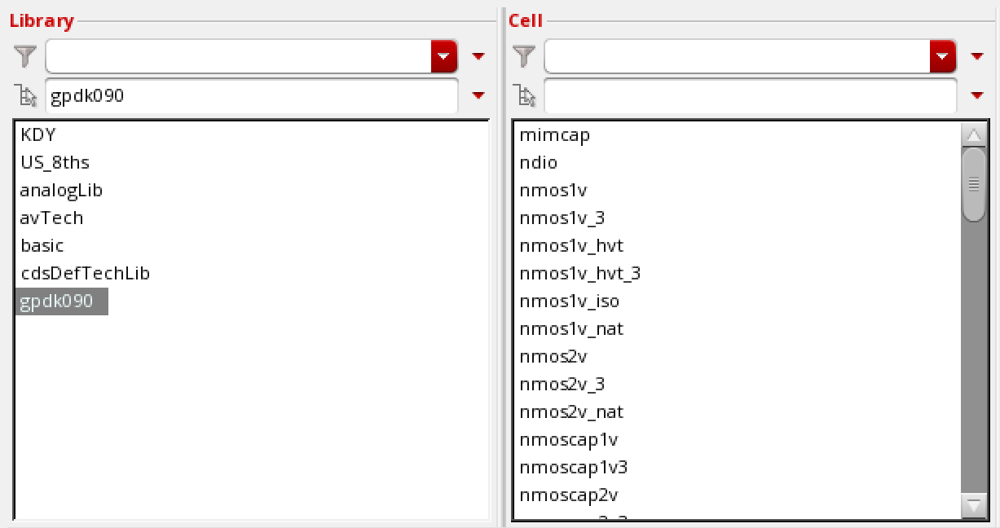 Library
gpdk090
KDY
US_8ths
analogLib
avTech
basic
cdsDefTechLib
gpdk090
Cell
mimcap
ndio
nmos1v
nmos1v_3
nmos1v_hvt
nmos1v_hvt_3
nmos1v_iso
nmos1v_nat
nmos2v
nmos2v_3
nmos2v_nat
nmoscap1v
nmoscap1v3
nmoscap2v